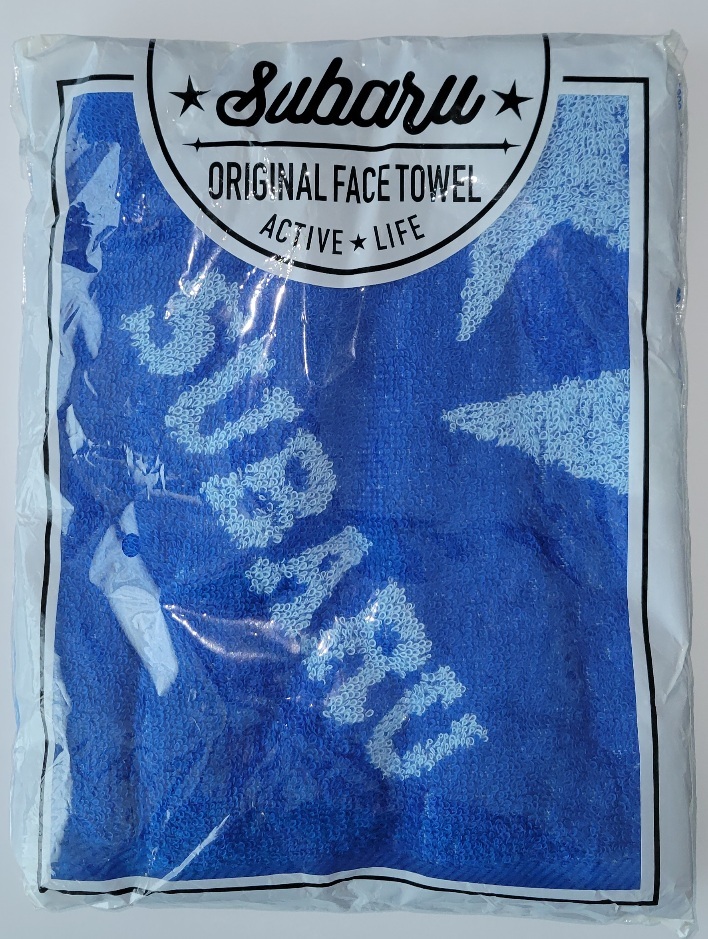 ★ Subaru ★
ORIGINAL FACE TOWEL
ACTIVE ★ LIFE
SUBARU